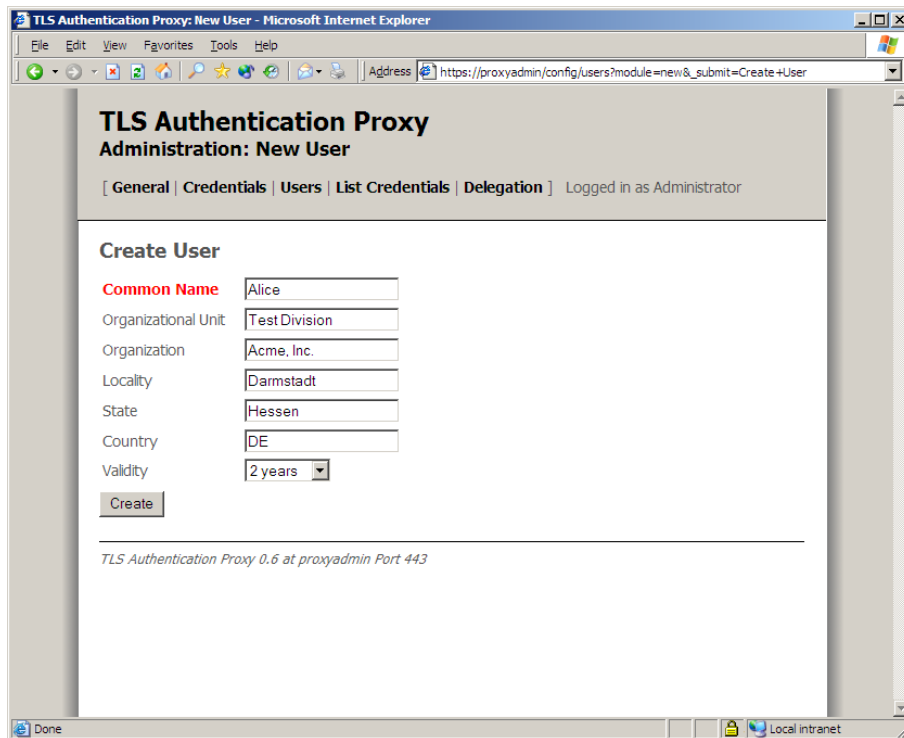 TLS Authentication Proxy: New User - Microsoft Internet Explorer
File Edit View Favorites Tools Help
Address https://proxyadmin/config/users?module=new&_submit=Create+User
TLS Authentication Proxy
Administration: New User
[ General | Credentials | Users | List Credentials | Delegation ] Logged in as Administrator
Create User
Common Name Alice
Organizational Unit Test Division
Organization Acme, Inc.
Locality Darmstadt
State Hessen
Country DE
Validity 2 years
Create
TLS Authentication Proxy 0.6 at proxyadmin Port 443
Done Local intranet